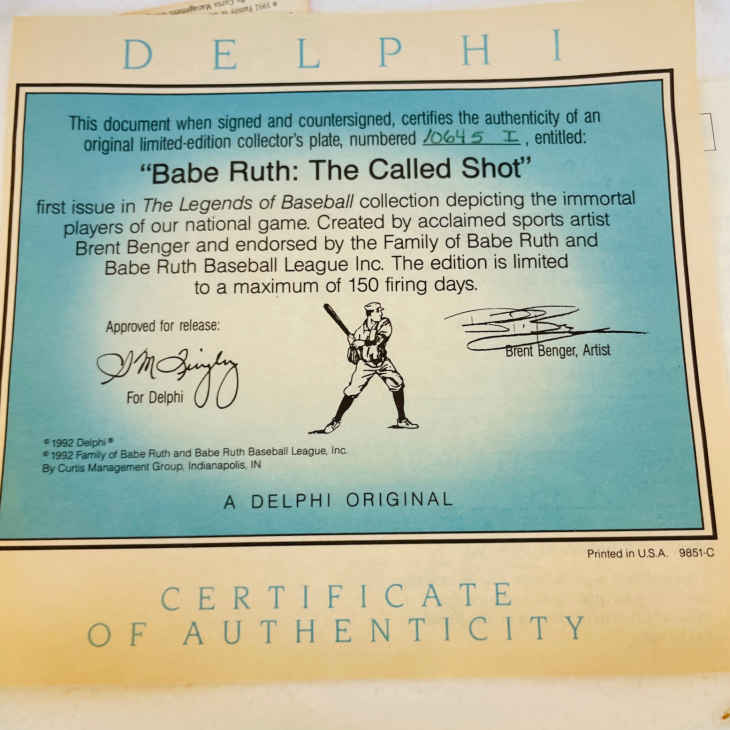 © 1992 Family
DELPHI
This document when signed and countersigned, certifies the authenticity of an
original limited-edition collector's plate, numbered 10645 I, entitled:
“Babe Ruth: The Called Shot”
first issue in The Legends of Baseball collection depicting the immortal
players of our national game. Created by acclaimed sports artist
Brent Benger and endorsed by the Family of Babe Ruth and
Babe Ruth Baseball League Inc. The edition is limited
to a maximum of 150 firing days.
Approved for release:
For Delphi
Brent Benger, Artist
© 1992 Delphi®
© 1992 Family of Babe Ruth and Babe Ruth Baseball League, Inc.
By Curtis Management Group, Indianapolis, IN
A DELPHI ORIGINAL
Printed in U.S.A. 9851-C
CERTIFICATE
OF AUTHENTICITY